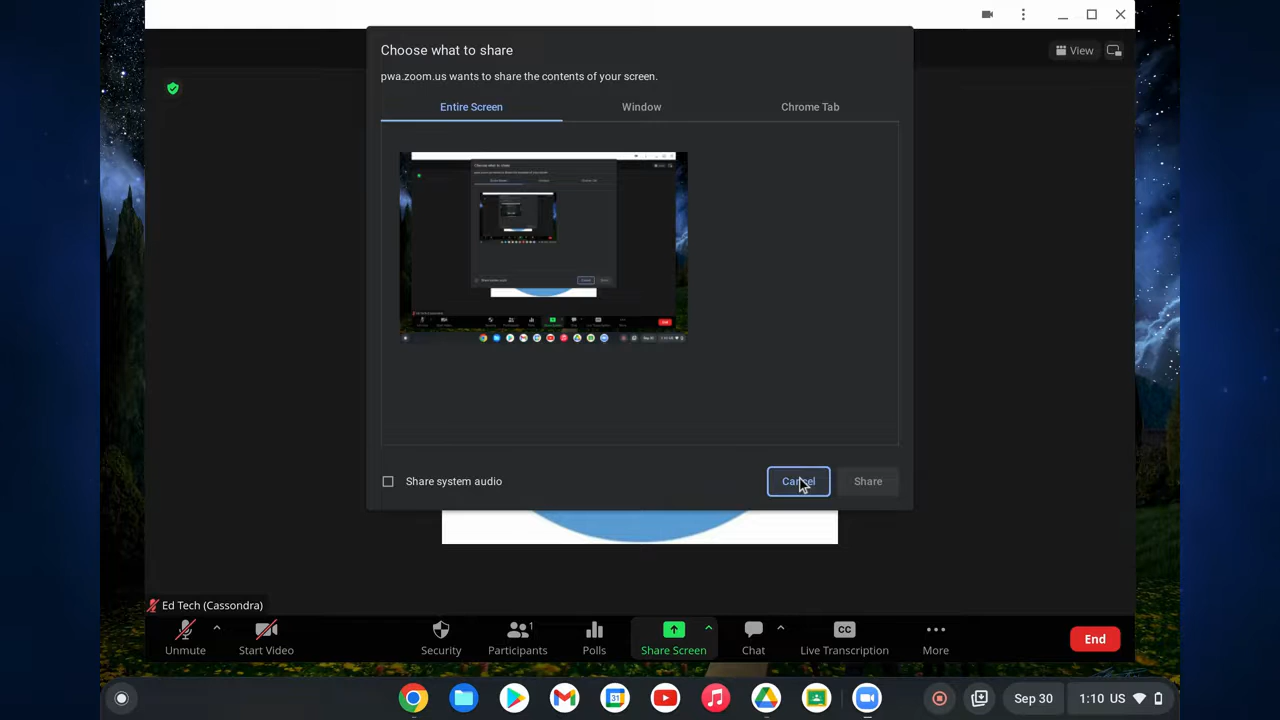 View
Choose what to share
pwa.zoom.us wants to share the contents of your screen.
Entire Screen
Window
Chrome Tab
Share system audio
Share
Ed Tech (Cassondra)
Unmute
Start Video
Security
Participants
1
Polls
Share Screen
Chat
CC
Live Transcription
More
End
31
Sep 30
1:10 US